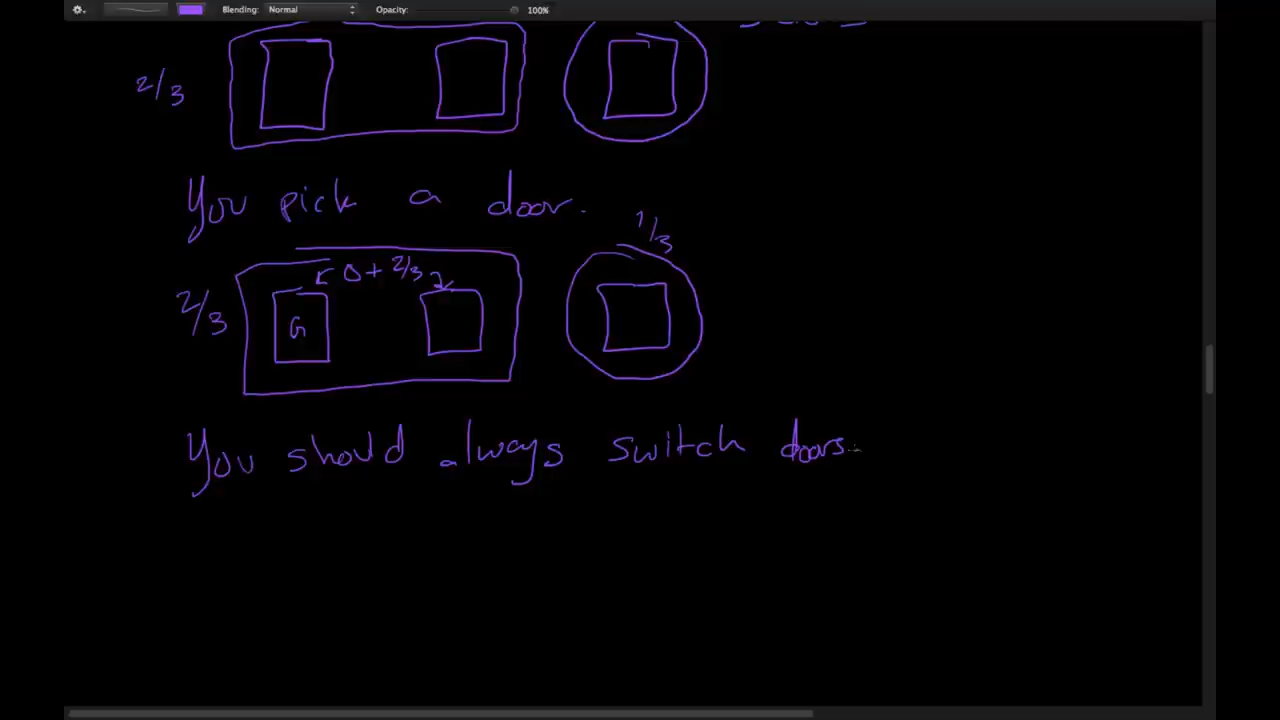 Blending: Normal Opacity: 100%
2/3
You pick a door.
1/3
0 + 2/3
2/3
G
You should always switch doors.